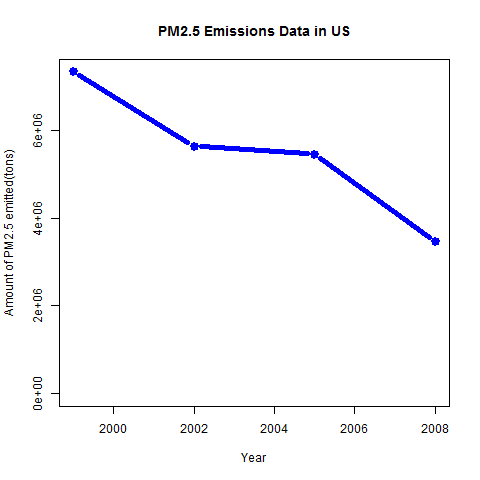 PM2.5 Emissions Data in US
Amount of PM2.5 emitted(tons)
6e+06
4e+06
2e+06
0e+00
2000 2002 2004 2006 2008
Year